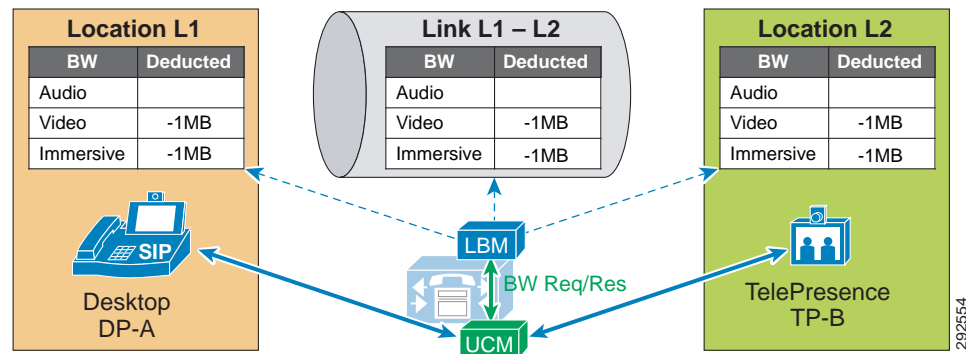 Location L1
BW Deducted
Audio
Video -1MB
Immersive -1MB
SIP
Desktop
DP-A
Link L1 – L2
BW Deducted
Audio
Video -1MB
Immersive -1MB
LBM
BW Req/Res
UCM
Location L2
BW Deducted
Audio
Video -1MB
Immersive -1MB
TelePresence
TP-B
292554